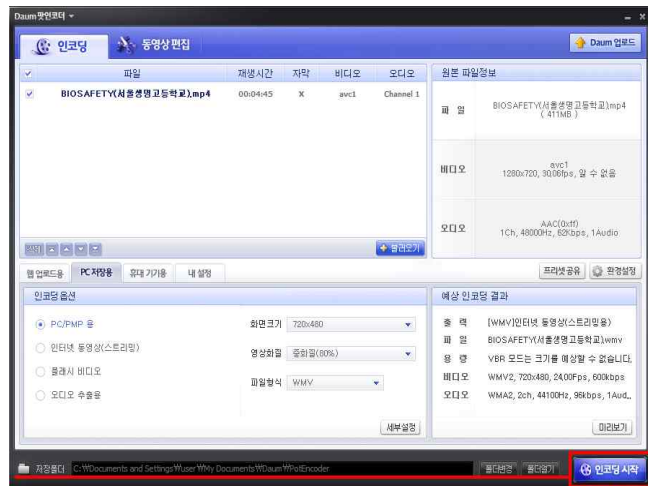 Daum팟인코더
인코딩
동영상 편집
Daum 업로드
파일 재생시간 자막 비디오 오디오
BIOSAFETY(서울생명고등학교).mp4 00:04:45 X avc1 Channel 1
원본 파일정보
파 일 BIOSAFETY(서울생명고등학교).mp4
( 411MB )
비디오 avc1
1280x720, 30.06fps, 알 수 없음
오디오 AAC(0xff)
1Ch, 48000Hz, 62Kbps, 1Audio
불러오기
웹 업로드용 PC 저장용 휴대기기용 내 설정
프리셋공유 환경설정
인코딩 옵션
PC/PMP 용
인터넷 동영상(스트리밍)
플래시 비디오
오디오 추출용
화면크기 720x480
영상화질 중화질(80%)
파일형식 WMV
세부설정
예상 인코딩 결과
출 력 [WMV]인터넷 동영상(스트리밍용)
파 일 BIOSAFETY(서울생명고등학교).wmv
용 량 VBR 모드는 크기를 예상할 수 없습니다.
비디오 WMV2, 720x480, 24.00Fps, 600kbps
오디오 WMA2, 2ch, 44100Hz, 96kbps, 1Aud...
미리보기
저장폴더 C:\Documents and Settings\user\My Documents\Daum\PotEncoder
폴더변경 폴더열기 인코딩 시작